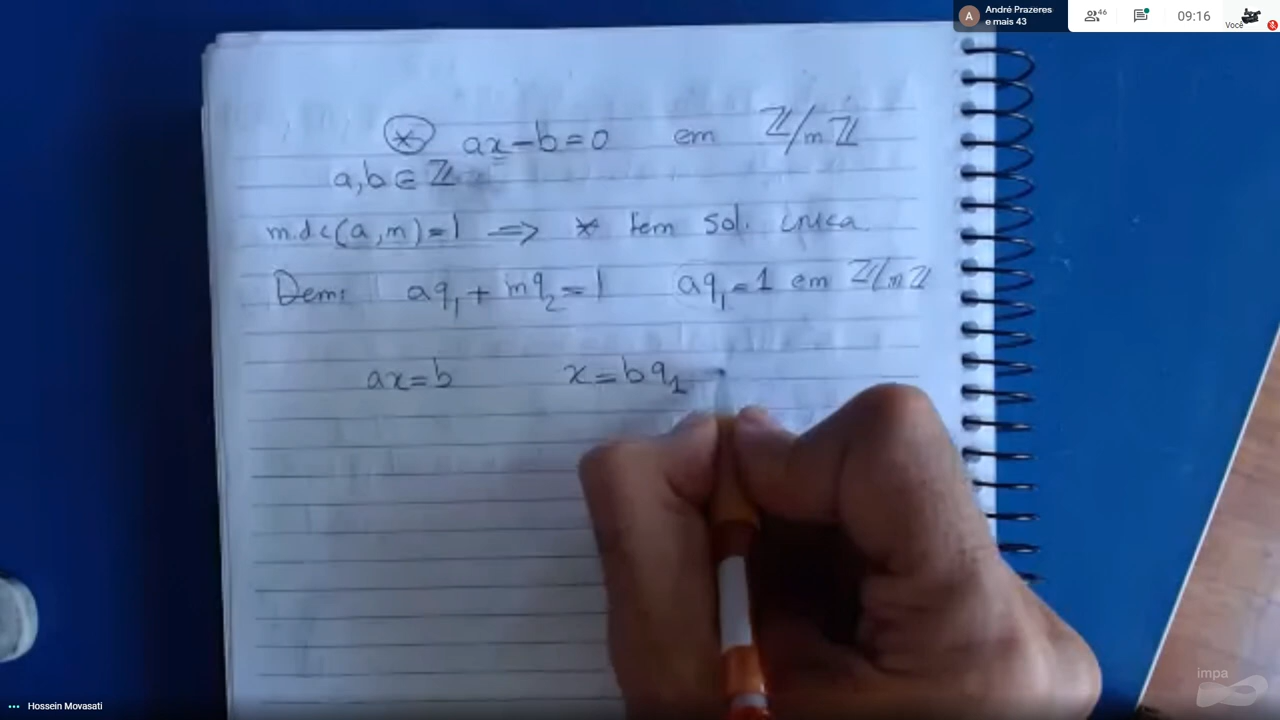 André Prazeres
e mais 43
46
09:16
Você
⊛ ax-b=0 em ℤ/mℤ
a,b ∈ ℤ
m.d.c(a,m)=1 ⟹ * tem sol. única
Dem: aq₁ + mq₂ = 1 aq₁ = 1 em ℤ/mℤ
ax=b x=bq₁
impa
Hossein Movasati